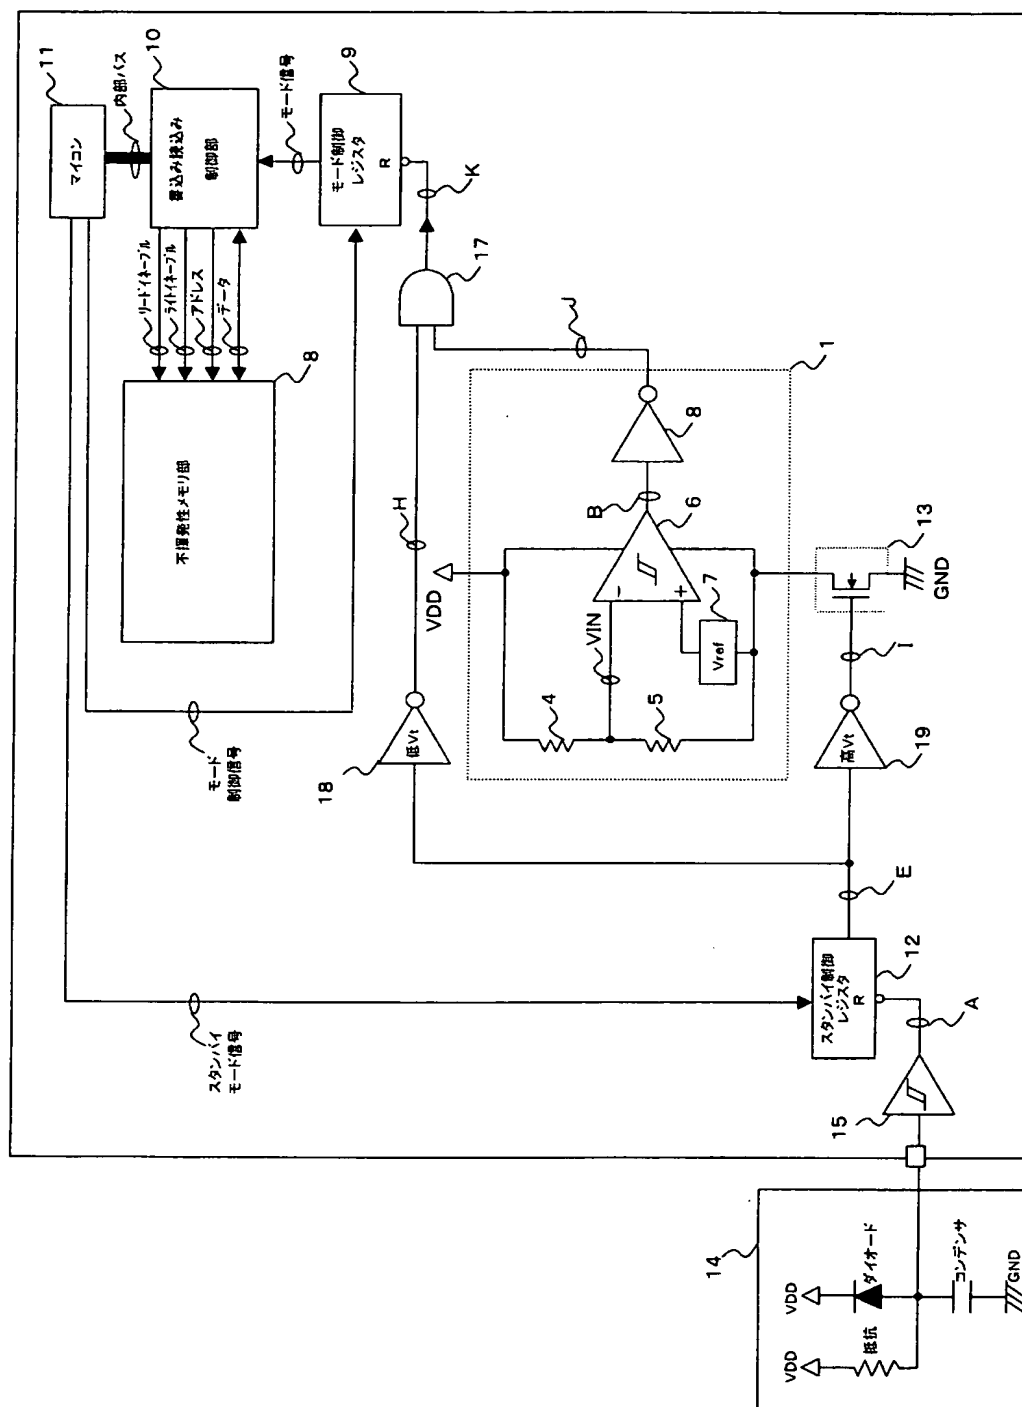 11
マイコン
内部バス
10
書込み読込み
制御部
リードイネーブル
ライトイネーブル
アドレス
データ
不揮発性メモリ部
8
モード信号
9
モード制御
レジスタ
R
K
17
J
H
モード
制御信号
スタンバイ
モード信号
18
低Vt
VDD
1
4
5
VIN
-
+
7
Vref
B
6
8
13
GND
I
高Vt
19
E
スタンバイ制御
レジスタ
R
12
A
15
14
VDD
VDD
ダイオード
抵抗
コンデンサ
GND